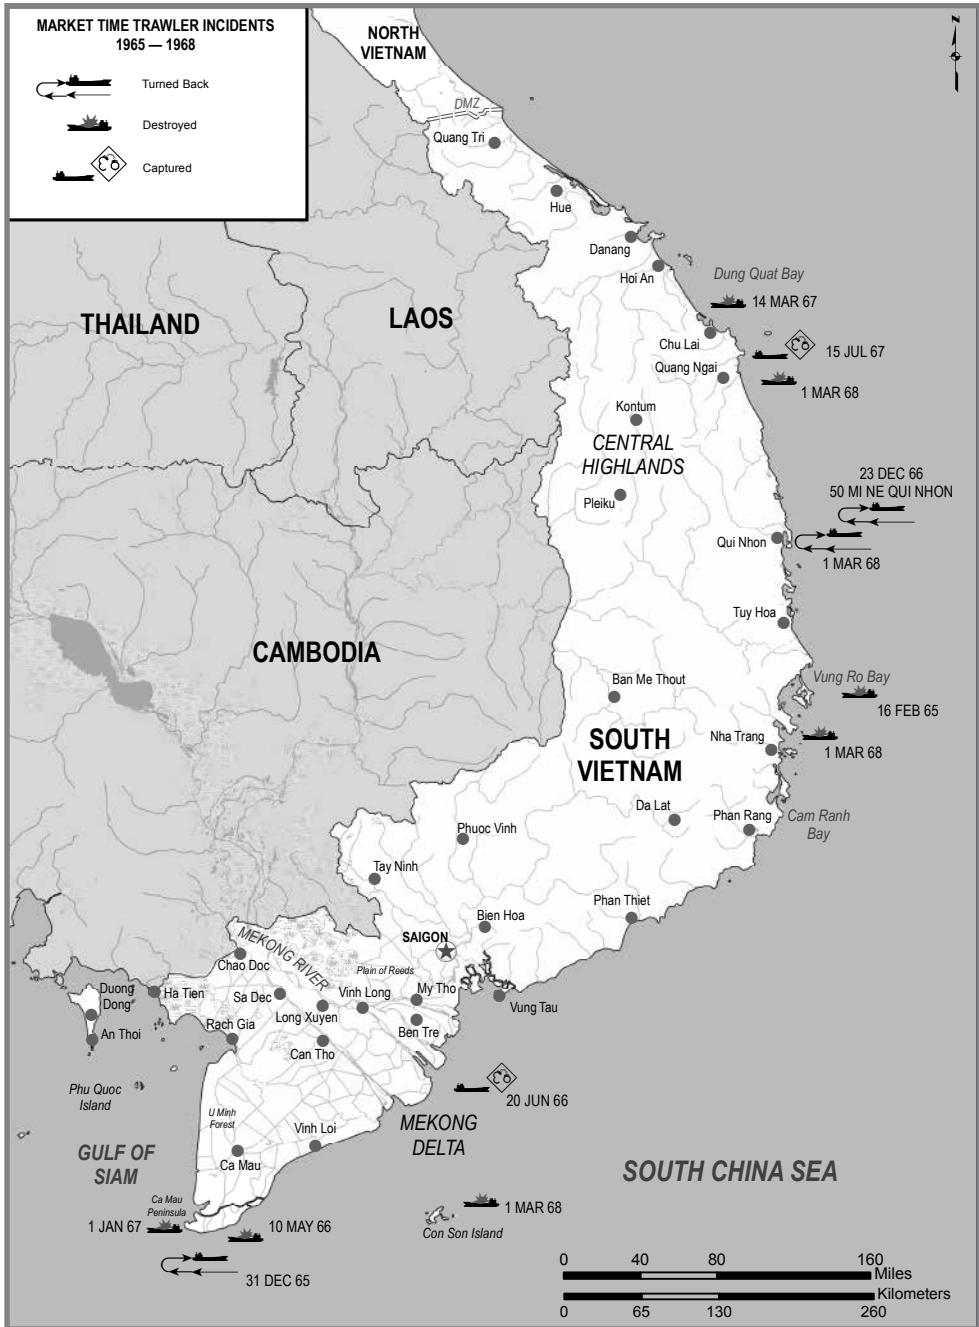 MARKET TIME TRAWLER INCIDENTS
1965 — 1968
Turned Back
Destroyed
Captured
N
NORTH
VIETNAM
DMZ
Quang Tri
Hue
Danang
Hoi An
Dung Quat Bay
14 MAR 67
THAILAND
LAOS
Chu Lai
15 JUL 67
Quang Ngai
1 MAR 68
Kontum
CENTRAL
HIGHLANDS
23 DEC 66
50 MI NE QUI NHON
Pleiku
Qui Nhon
1 MAR 68
Tuy Hoa
CAMBODIA
Ban Me Thout
Vung Ro Bay
16 FEB 65
SOUTH
VIETNAM
Nha Trang
1 MAR 68
Da Lat
Phan Rang
Cam Ranh
Bay
Phuoc Vinh
Tay Ninh
Phan Thiet
Bien Hoa
SAIGON
MEKONG RIVER
Chao Doc
Plain of Reeds
Duong
Dong
Ha Tien
Sa Dec
Long Xuyen
Vinh Long
My Tho
Vung Tau
An Thoi
Rach Gia
Ben Tre
Can Tho
Phu Quoc
Island
20 JUN 66
U Minh
Forest
Vinh Loi
MEKONG
DELTA
GULF OF
SIAM
Ca Mau
SOUTH CHINA SEA
Ca Mau
Peninsula
1 JAN 67
10 MAY 66
1 MAR 68
Con Son Island
31 DEC 65
0 40 80 160
Miles
Kilometers
0 65 130 260